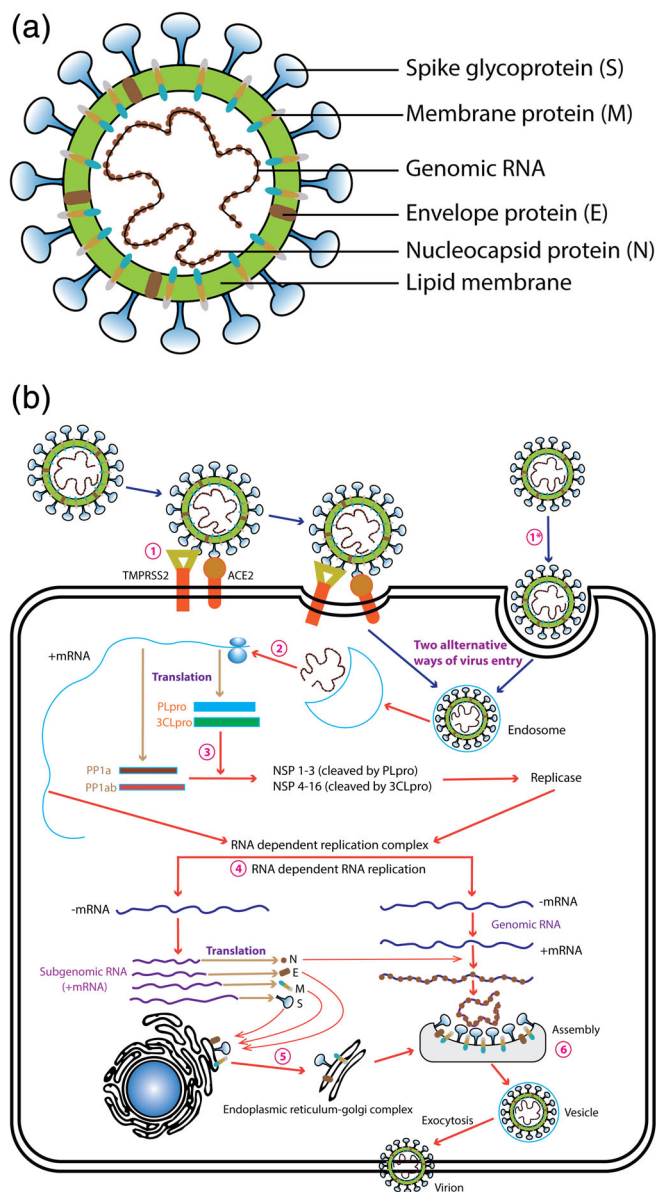 (a)
Spike glycoprotein (S)
Membrane protein (M)
Genomic RNA
Envelope protein (E)
Nucleocapsid protein (N)
Lipid membrane
(b)
1
1*
TMPRSS2
ACE2
+mRNA
2
Two alternative
ways of virus entry
Translation
PLpro
3CLpro
Endosome
3
PP1a
PP1ab
NSP 1-3 (cleaved by PLpro)
NSP 4-16 (cleaved by 3CLpro)
Replicase
RNA dependent replication complex
4 RNA dependent RNA replication
-mRNA
-mRNA
Genomic RNA
+mRNA
Translation
Subgenomic RNA
(+mRNA)
N
E
M
S
Assembly
6
5
Endoplasmic reticulum-golgi complex
Vesicle
Exocytosis
Virion